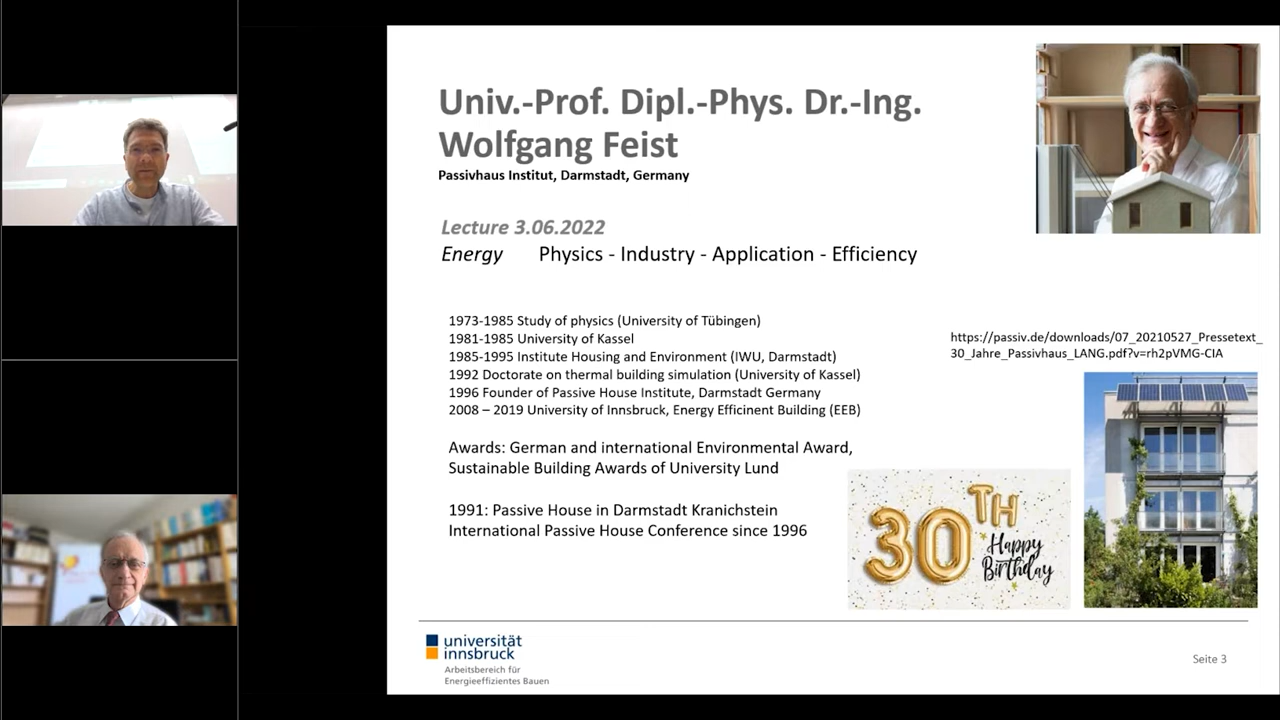 Univ.-Prof. Dipl.-Phys. Dr.-Ing.
Wolfgang Feist
Passivhaus Institut, Darmstadt, Germany
Lecture 3.06.2022
Energy Physics - Industry - Application - Efficiency
1973-1985 Study of physics (University of Tübingen)
1981-1985 University of Kassel
1985-1995 Institute Housing and Environment (IWU, Darmstadt)
1992 Doctorate on thermal building simulation (University of Kassel)
1996 Founder of Passive House Institute, Darmstadt Germany
2008 – 2019 University of Innsbruck, Energy Efficinent Building (EEB)
https://passiv.de/downloads/07_20210527_Pressetext_
30_Jahre_Passivhaus_LANG.pdf?v=rh2pVMG-CIA
Awards: German and international Environmental Award,
Sustainable Building Awards of University Lund
1991: Passive House in Darmstadt Kranichstein
International Passive House Conference since 1996
30TH
Happy
Birthday
universität
innsbruck
Arbeitsbereich für
Energieeffizientes Bauen
Seite 3